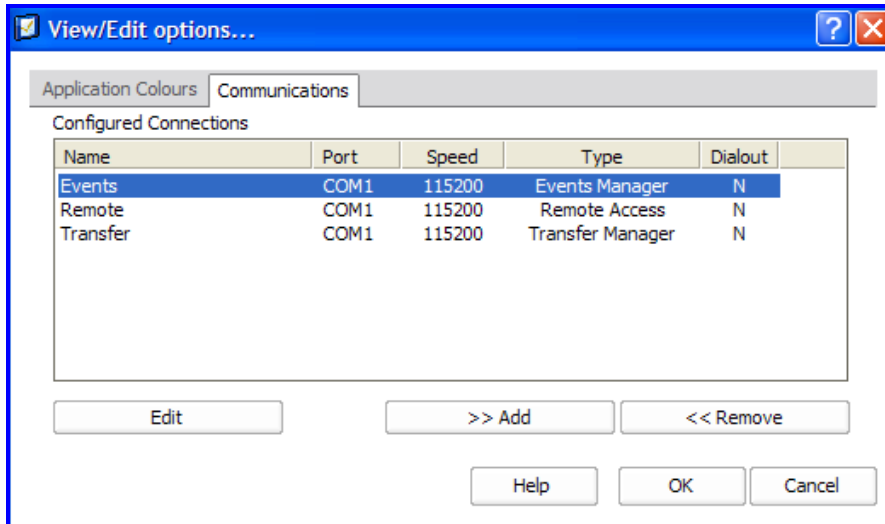 View/Edit options...
Application Colours Communications
Configured Connections
Name Port Speed Type Dialout
Events COM1 115200 Events Manager N
Remote COM1 115200 Remote Access N
Transfer COM1 115200 Transfer Manager N
Edit >> Add << Remove
Help OK Cancel